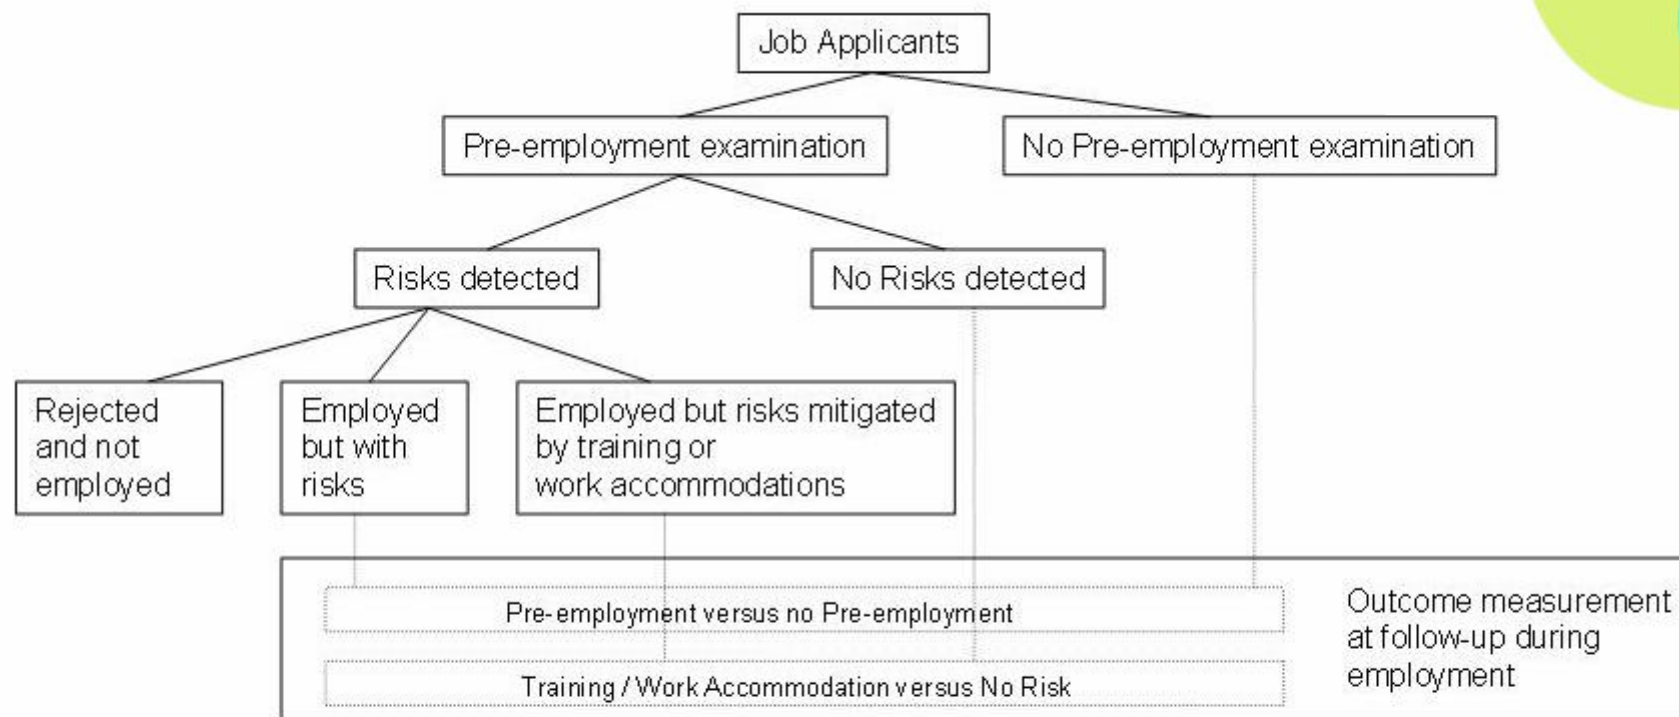 Job Applicants
Pre-employment examination
No Pre-employment examination
Risks detected
No Risks detected
Rejected
and not
employed
Employed
but with
risks
Employed but risks mitigated
by training or
work accommodations
Pre-employment versus no Pre-employment
Training / Work Accommodation versus No Risk
Outcome measurement
at follow-up during
employment